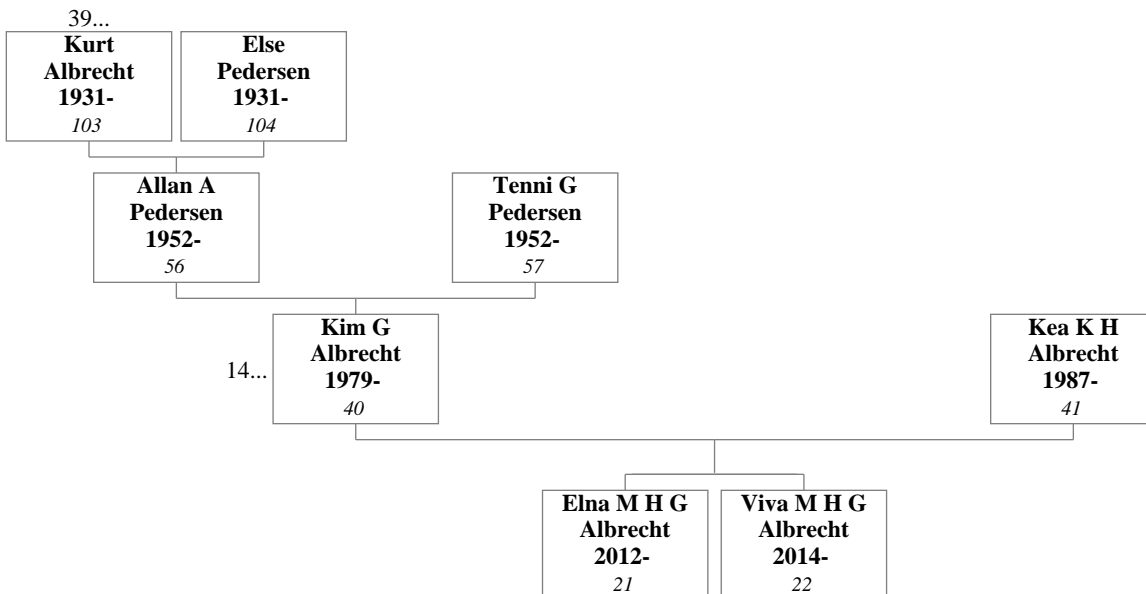 39...
Kurt
Albrecht
1931-
103
Else
Pedersen
1931-
104
Allan A
Pedersen
1952-
56
Tenni G
Pedersen
1952-
57
14...
Kim G
Albrecht
1979-
40
Kea K H
Albrecht
1987-
41
Elna M H G
Albrecht
2012-
21
Viva M H G
Albrecht
2014-
22